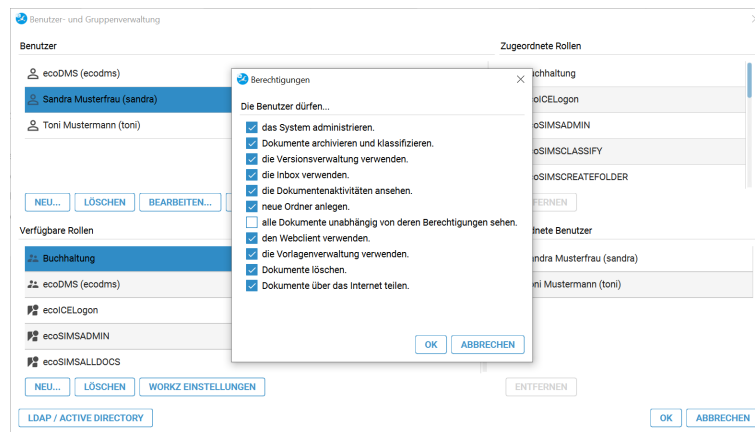 Benutzer- und Gruppenverwaltung
Benutzer
Zugeordnete Rollen
ecoDMS (ecodms)
Sandra Musterfrau (sandra)
Toni Mustermann (toni)
uchhaltung
oICELogon
oSIMSADMIN
oSIMSCLASSIFY
oSIMSCREATEFOLDER
NEU... LÖSCHEN BEARBEITEN...
FERNEN
Berechtigungen
Die Benutzer dürfen...
das System administrieren.
Dokumente archivieren und klassifizieren.
die Versionsverwaltung verwenden.
die Inbox verwenden.
die Dokumentenaktivitäten ansehen.
neue Ordner anlegen.
alle Dokumente unabhängig von deren Berechtigungen sehen.
den Webclient verwenden.
die Vorlagenverwaltung verwenden.
Dokumente löschen.
Dokumente über das Internet teilen.
OK ABBRECHEN
Verfügbare Rollen
dnete Benutzer
Buchhaltung
ecoDMS (ecodms)
ecoICELogon
ecoSIMSADMIN
ecoSIMSALLDOCS
ndra Musterfrau (sandra)
ni Mustermann (toni)
NEU... LÖSCHEN WORKZ EINSTELLUNGEN
ENTFERNEN
LDAP / ACTIVE DIRECTORY
OK ABBRECHEN